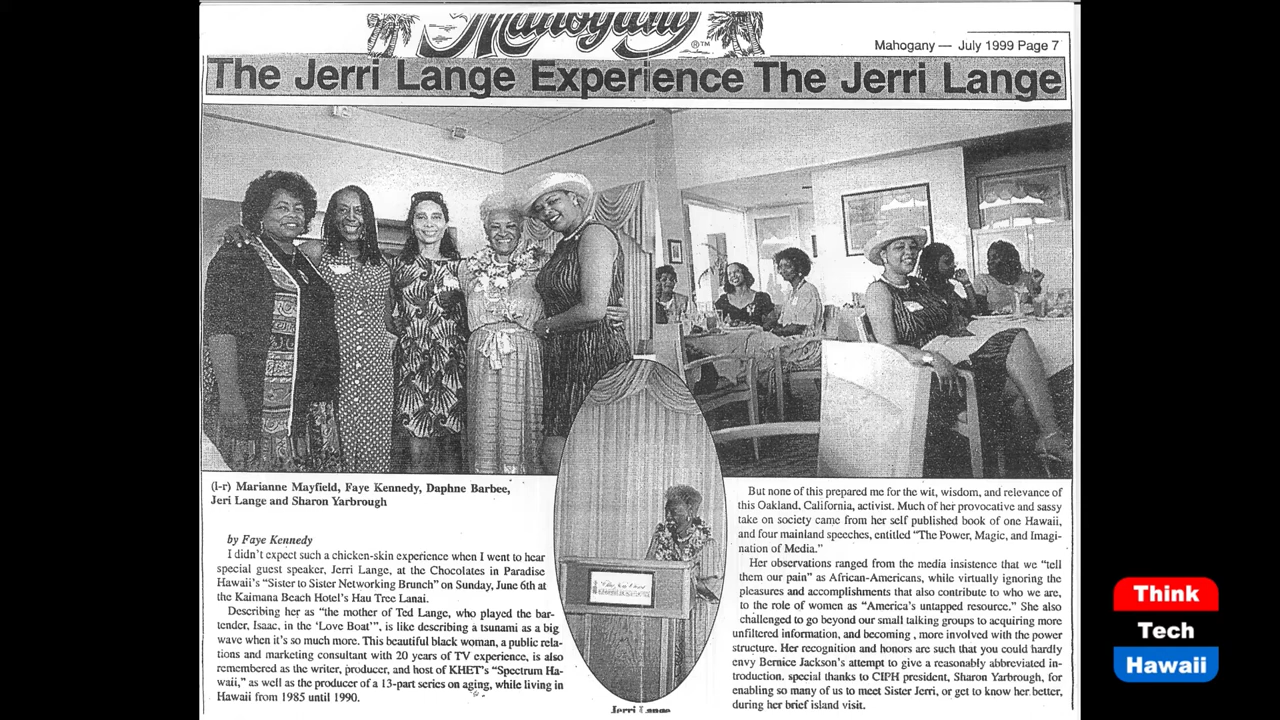 Mahogany
®™
Mahogany — July 1999 Page 7
The Jerri Lange Experience The Jerri Lange
(l-r) Marianne Mayfield, Faye Kennedy, Daphne Barbee,
Jeri Lange and Sharon Yarbrough
by Faye Kennedy
I didn't expect such a chicken-skin experience when I went to hear
special guest speaker, Jerri Lange, at the Chocolates in Paradise
Hawaii's "Sister to Sister Networking Brunch" on Sunday, June 6th at
the Kaimana Beach Hotel's Hau Tree Lanai.
Describing her as "the mother of Ted Lange, who played the bar-
tender, Isaac, in the 'Love Boat'", is like describing a tsunami as a big
wave when it's so much more. This beautiful black woman, a public rela-
tions and marketing consultant with 20 years of TV experience, is also
remembered as the writer, producer, and host of KHET's "Spectrum Ha-
waii," as well as the producer of a 13-part series on aging, while living in
Hawaii from 1985 until 1990.
Jerri Lange
But none of this prepared me for the wit, wisdom, and relevance of
this Oakland, California, activist. Much of her provocative and sassy
take on society came from her self published book of one Hawaii,
and four mainland speeches, entitled "The Power, Magic, and Imagi-
nation of Media."
Her observations ranged from the media insistence that we "tell
them our pain" as African-Americans, while virtually ignoring the
pleasures and accomplishments that also contribute to who we are,
to the role of women as "America's untapped resource." She also
challenged to go beyond our small talking groups to acquiring more
unfiltered information, and becoming , more involved with the power
structure. Her recognition and honors are such that you could hardly
envy Bernice Jackson's attempt to give a reasonably abbreviated in-
troduction. special thanks to CIPH president, Sharon Yarbrough, for
enabling so many of us to meet Sister Jerri, or get to know her better,
during her brief island visit.
Think
Tech
Hawaii